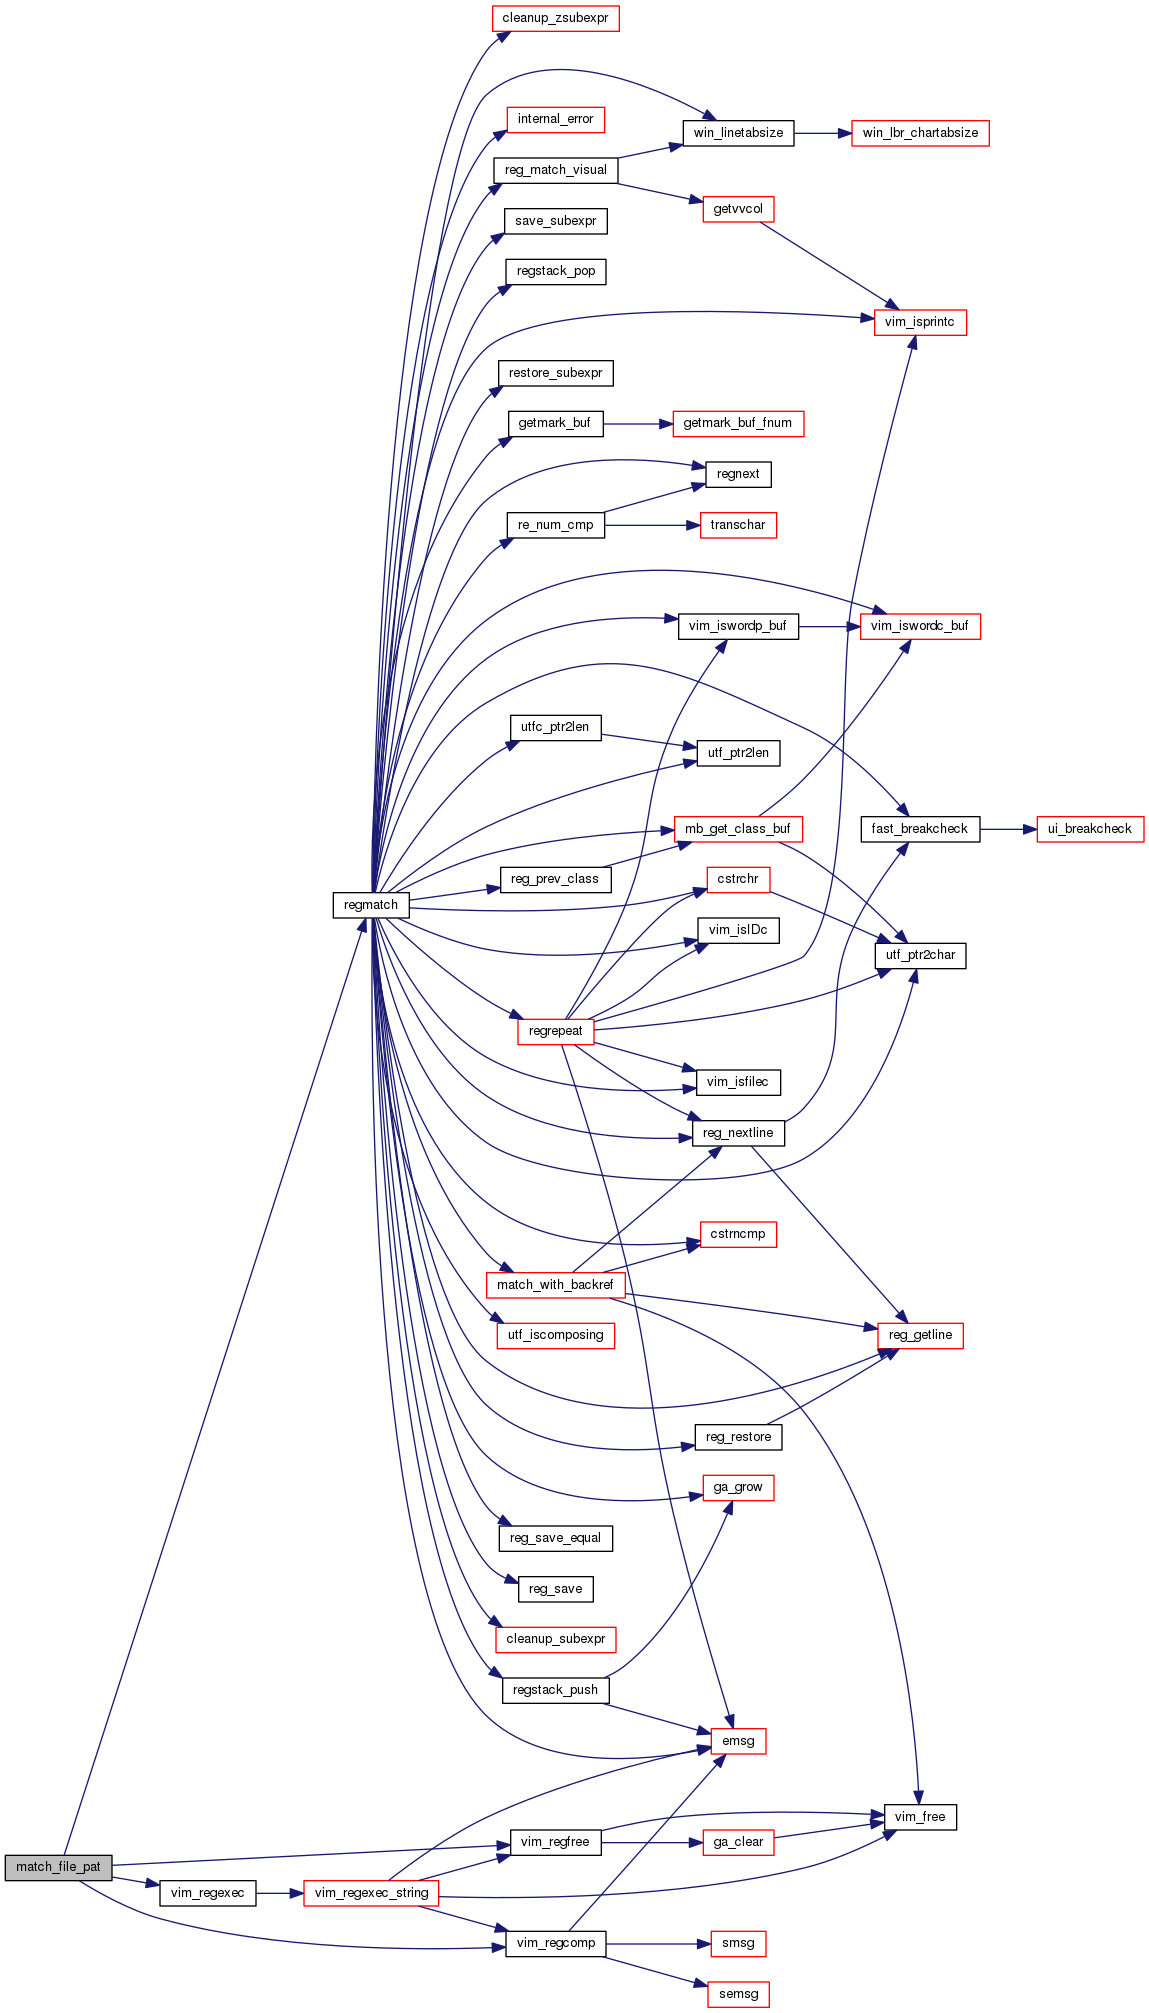 cleanup_zsubexpr
internal_error
win_linetabsize
win_lbr_chartabsize
reg_match_visual
getvvcol
save_subexpr
regstack_pop
vim_isprintc
restore_subexpr
getmark_buf
getmark_buf_fnum
regnext
re_num_cmp
transchar
vim_iswordp_buf
vim_iswordc_buf
utfc_ptr2len
utf_ptr2len
mb_get_class_buf
fast_breakcheck
ui_breakcheck
reg_prev_class
cstrchr
regmatch
vim_isIDc
utf_ptr2char
regrepeat
vim_isfilec
reg_nextline
cstrncmp
match_with_backref
utf_iscomposing
reg_getline
reg_restore
ga_grow
reg_save_equal
reg_save
cleanup_subexpr
regstack_push
emsg
vim_free
vim_regfree
ga_clear
match_file_pat
vim_regexec
vim_regexec_string
vim_regcomp
smsg
semsg